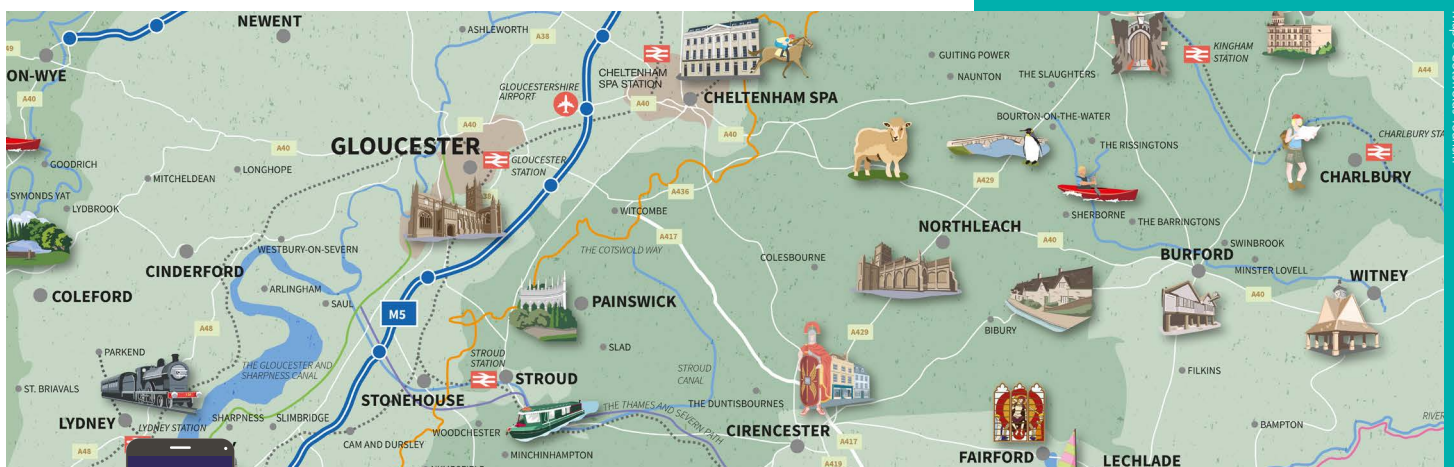 NEWENT
ASHLEWORTH
A38
49
ON-WYE
A40
CHELTENHAM
SPA STATION
GLOUCESTERSHIRE
AIRPORT
A40
CHELTENHAM SPA
GUITING POWER
NAUNTON
THE SLAUGHTERS
KINGHAM
STATION
A44
A40
A40
A40
GLOUCESTER
GLOUCESTER
STATION
BOURTON-ON-THE-WATER
THE RISSINGTONS
CHARLBURY STA
CHARLBURY
GOODRICH
MITCHELDEAN
LONGHOPE
SYMONDS YAT
LYDBROOK
A436
A429
WITCOMBE
SHERBORNE
THE BARRINGTONS
NORTHLEACH
A417
THE COTSWOLD WAY
COLESBOURNE
A40
SWINBROOK
BURFORD
MINSTER LOVELL
WITNEY
WESTBURY-ON-SEVERN
CINDERFORD
COLEFORD
ARLINGHAM
SAUL
PAINSWICK
A40
M5
A48
A429
BIBURY
SLAD
PARKEND
THE GLOUCESTER AND
SHARPNESS CANAL
STROUD
STATION
STROUD
STROUD
CANAL
ST. BRIAVALS
STONEHOUSE
THE DUNTISBOURNES
FILKINS
LYDNEY
LYDNEY STATION
SHARPNESS
SLIMBRIDGE
THE THAMES AND SEVERN PATH
WOODCHESTER
CIRENCESTER
BAMPTON
RIVER
A48
CAM AND DURSLEY
MINCHINHAMPTON
A417
A419
FAIRFORD
LECHLADE